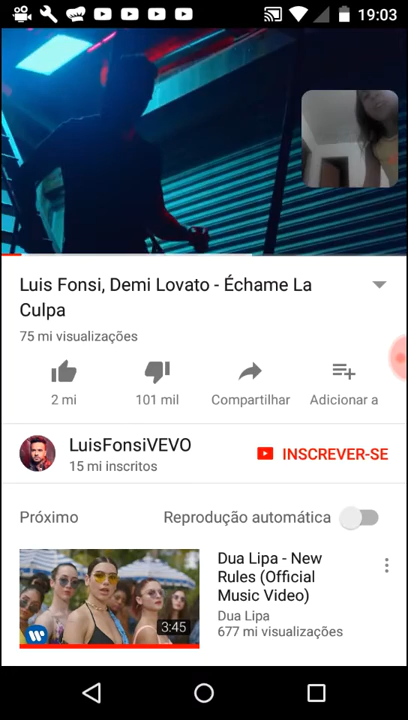 19:03
Luis Fonsi, Demi Lovato - Échame La
Culpa
75 mi visualizações
2 mi
101 mil
Compartilhar
Adicionar a
LuisFonsiVEVO
15 mi inscritos
INSCREVER-SE
Próximo
Reprodução automática
3:45
Dua Lipa - New
Rules (Official
Music Video)
Dua Lipa
677 mi visualizações